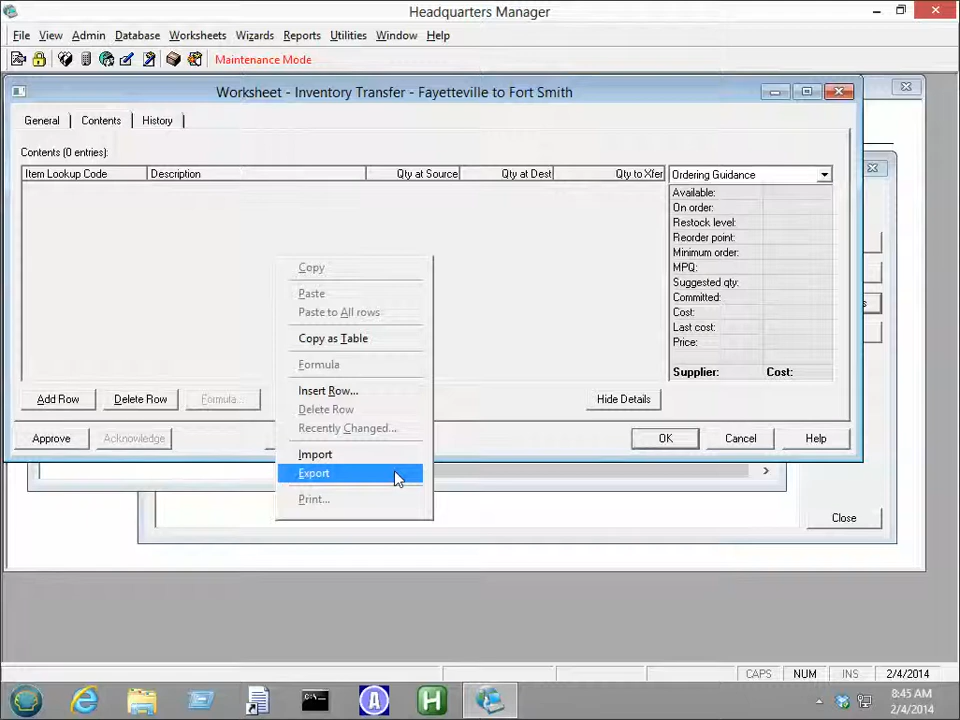 Headquarters Manager
File View Admin Database Worksheets Wizards Reports Utilities Window Help
Maintenance Mode
Worksheet - Inventory Transfer - Fayetteville to Fort Smith
General Contents History
Contents (0 entries):
Item Lookup Code Description Qty at Source Qty at Dest Qty to Xfer Ordering Guidance
Available:
On order:
Restock level:
Reorder point:
Minimum order:
MPQ:
Suggested qty:
Committed:
Cost:
Last cost:
Price:
Supplier: Cost:
Copy
Paste
Paste to All rows
Copy as Table
Formula
Insert Row...
Delete Row
Recently Changed...
Import
Export
Print...
Add Row Delete Row Formula... Hide Details
Approve Acknowledge OK Cancel Help
Close
CAPS NUM INS 2/4/2014
8:45 AM
2/4/2014